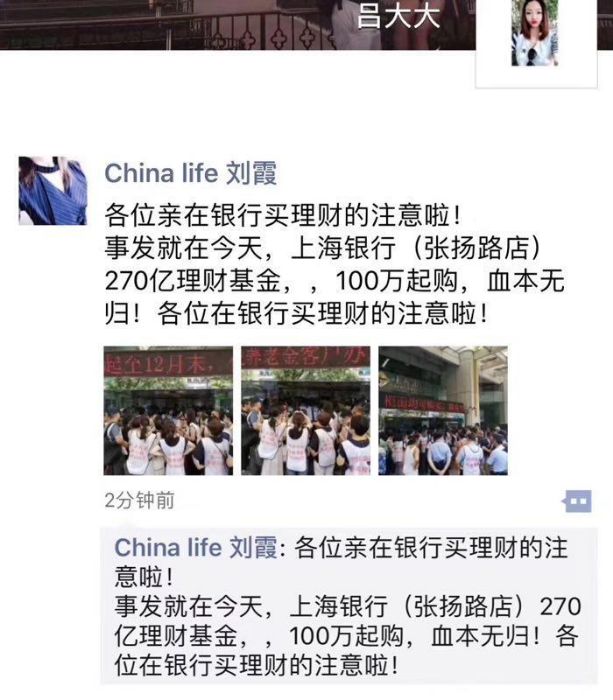 吕大大
China life 刘霞
各位亲在银行买理财的注意啦！
事发就在今天，上海银行（张扬路店）
270亿理财基金，，100万起购，血本无
归！各位在银行买理财的注意啦！
起至12月末，
养老金客户办
2分钟前
China life 刘霞: 各位亲在银行买理财的注
意啦！
事发就在今天，上海银行（张扬路店）270
亿理财基金，，100万起购，血本无归！各
位在银行买理财的注意啦！